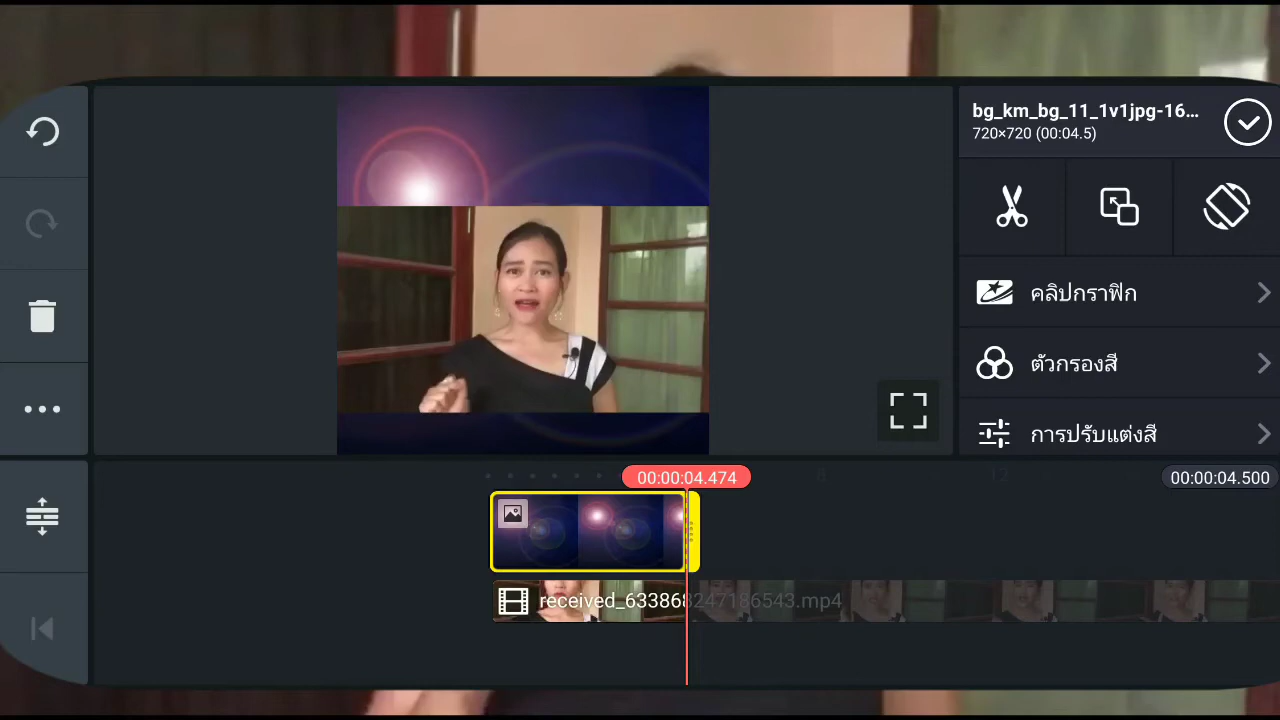 bg_km_bg_11_1v1jpg-16...
720×720 (00:04.5)
คลิปกราฟิก
ตัวกรองสี
การปรับแต่งสี
8
12
00:00:04.474
00:00:04.500
received_633868247186543.mp4